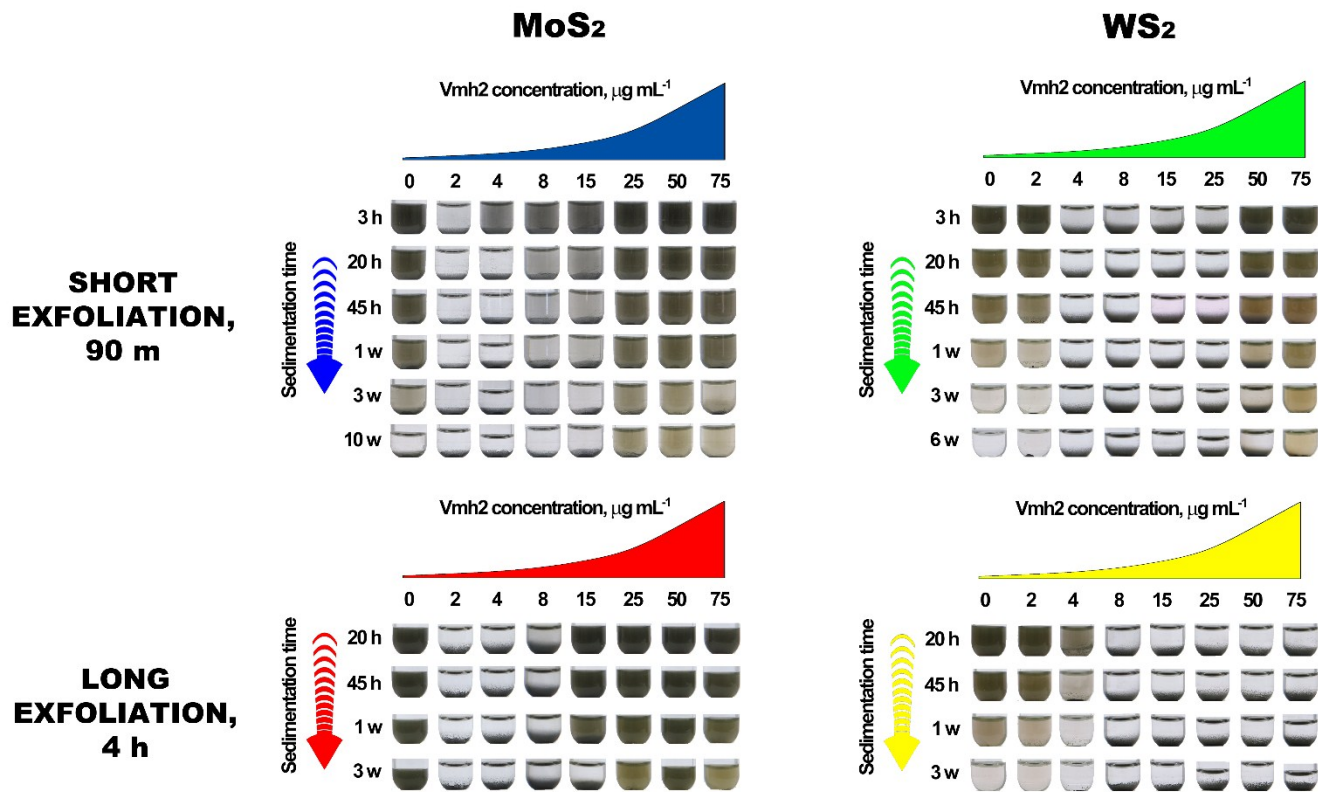 MoS2
WS2
Vmh2 concentration, µg mL-1
Vmh2 concentration, µg mL-1
0 2 4 8 15 25 50 75
0 2 4 8 15 25 50 75
SHORT
EXFOLIATION,
90 m
Sedimentation time
3 h
20 h
45 h
1 w
3 w
10 w
Sedimentation time
3 h
20 h
45 h
1 w
3 w
6 w
Vmh2 concentration, µg mL-1
Vmh2 concentration, µg mL-1
0 2 4 8 15 25 50 75
0 2 4 8 15 25 50 75
LONG
EXFOLIATION,
4 h
Sedimentation time
20 h
45 h
1 w
3 w
Sedimentation time
20 h
45 h
1 w
3 w